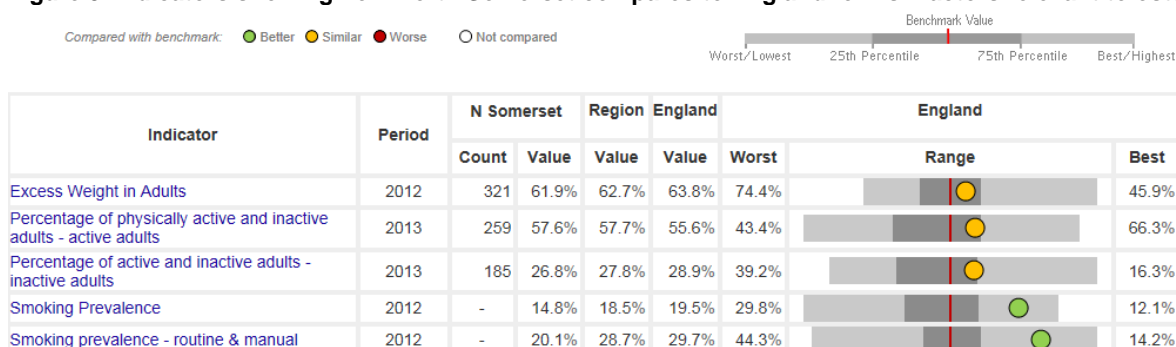 Compared with benchmark: Better Similar Worse Not compared
Benchmark Value
Worst/Lowest 25th Percentile 75th Percentile Best/Highest
Indicator Period N Somerset Region England England
Count Value Value Value Worst Range Best
Excess Weight in Adults 2012 321 61.9% 62.7% 63.8% 74.4% 45.9%
Percentage of physically active and inactive
adults - active adults 2013 259 57.6% 57.7% 55.6% 43.4% 66.3%
Percentage of active and inactive adults -
inactive adults 2013 185 26.8% 27.8% 28.9% 39.2% 16.3%
Smoking Prevalence 2012 - 14.8% 18.5% 19.5% 29.8% 12.1%
Smoking prevalence - routine & manual 2012 - 20.1% 28.7% 29.7% 44.3% 14.2%